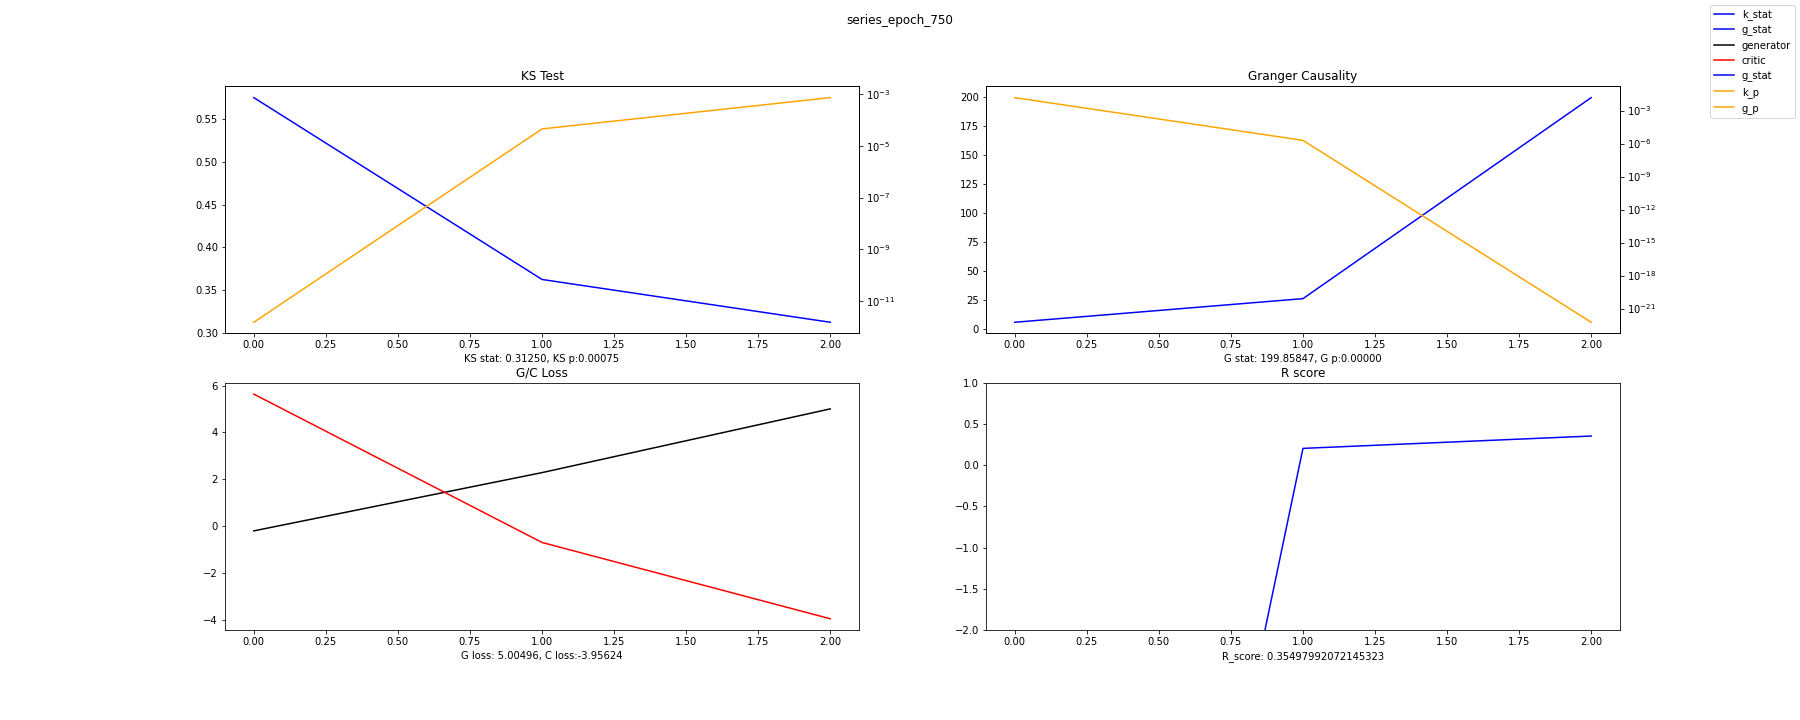 series_epoch_750
k_stat
g_stat
generator
critic
g_stat
k_p
g_p
KS Test
0.55
0.50
0.45
0.40
0.35
0.30
10⁻³
10⁻⁵
10⁻⁷
10⁻⁹
10⁻¹¹
0.00 0.25 0.50 0.75 1.00 1.25 1.50 1.75 2.00
KS stat: 0.31250, KS p:0.00075
Granger Causality
200
175
150
125
100
75
50
25
0
10⁻³
10⁻⁶
10⁻⁹
10⁻¹²
10⁻¹⁵
10⁻¹⁸
10⁻²¹
0.00 0.25 0.50 0.75 1.00 1.25 1.50 1.75 2.00
G stat: 199.85847, G p:0.00000
G/C Loss
6
4
2
0
−2
−4
0.00 0.25 0.50 0.75 1.00 1.25 1.50 1.75 2.00
G loss: 5.00496, C loss:-3.95624
R score
1.0
0.5
0.0
−0.5
−1.0
−1.5
−2.0
0.00 0.25 0.50 0.75 1.00 1.25 1.50 1.75 2.00
R_score: 0.35497992072145323